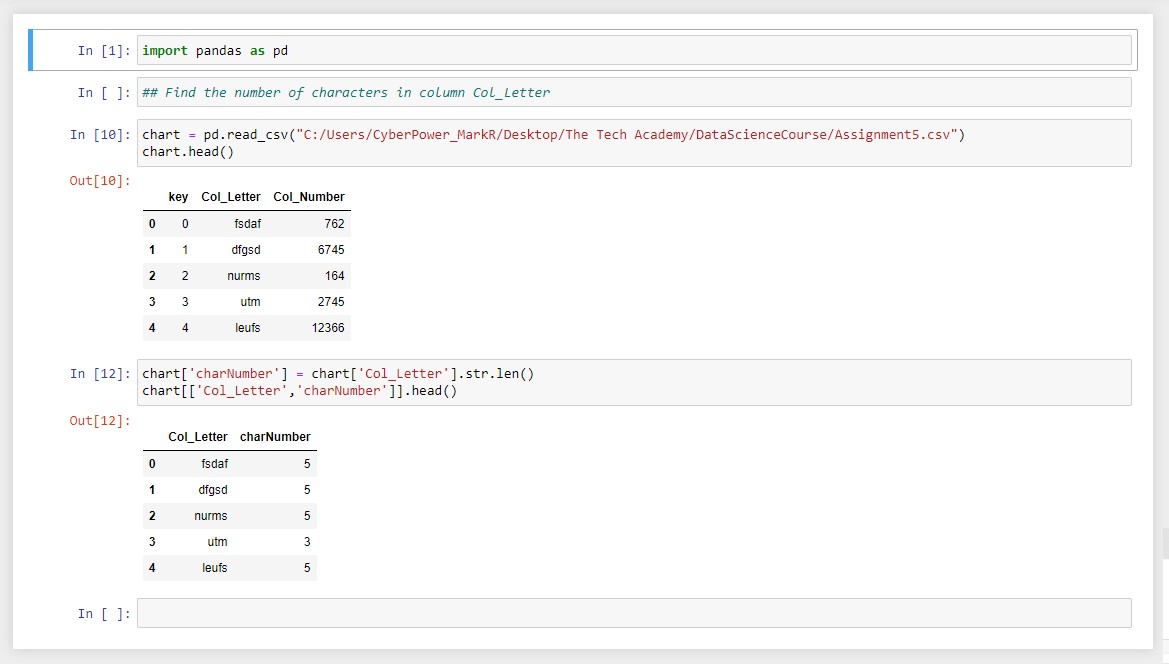 In [1]: import pandas as pd
In [ ]: ## Find the number of characters in column Col_Letter
In [10]: chart = pd.read_csv("C:/Users/CyberPower_MarkR/Desktop/The Tech Academy/DataScienceCourse/Assignment5.csv")
chart.head()
Out[10]:
key Col_Letter Col_Number
0 0 fsdaf 762
1 1 dfgsd 6745
2 2 nurms 164
3 3 utm 2745
4 4 leufs 12366
In [12]: chart['charNumber'] = chart['Col_Letter'].str.len()
chart[['Col_Letter','charNumber']].head()
Out[12]:
Col_Letter charNumber
0 fsdaf 5
1 dfgsd 5
2 nurms 5
3 utm 3
4 leufs 5
In [ ]: